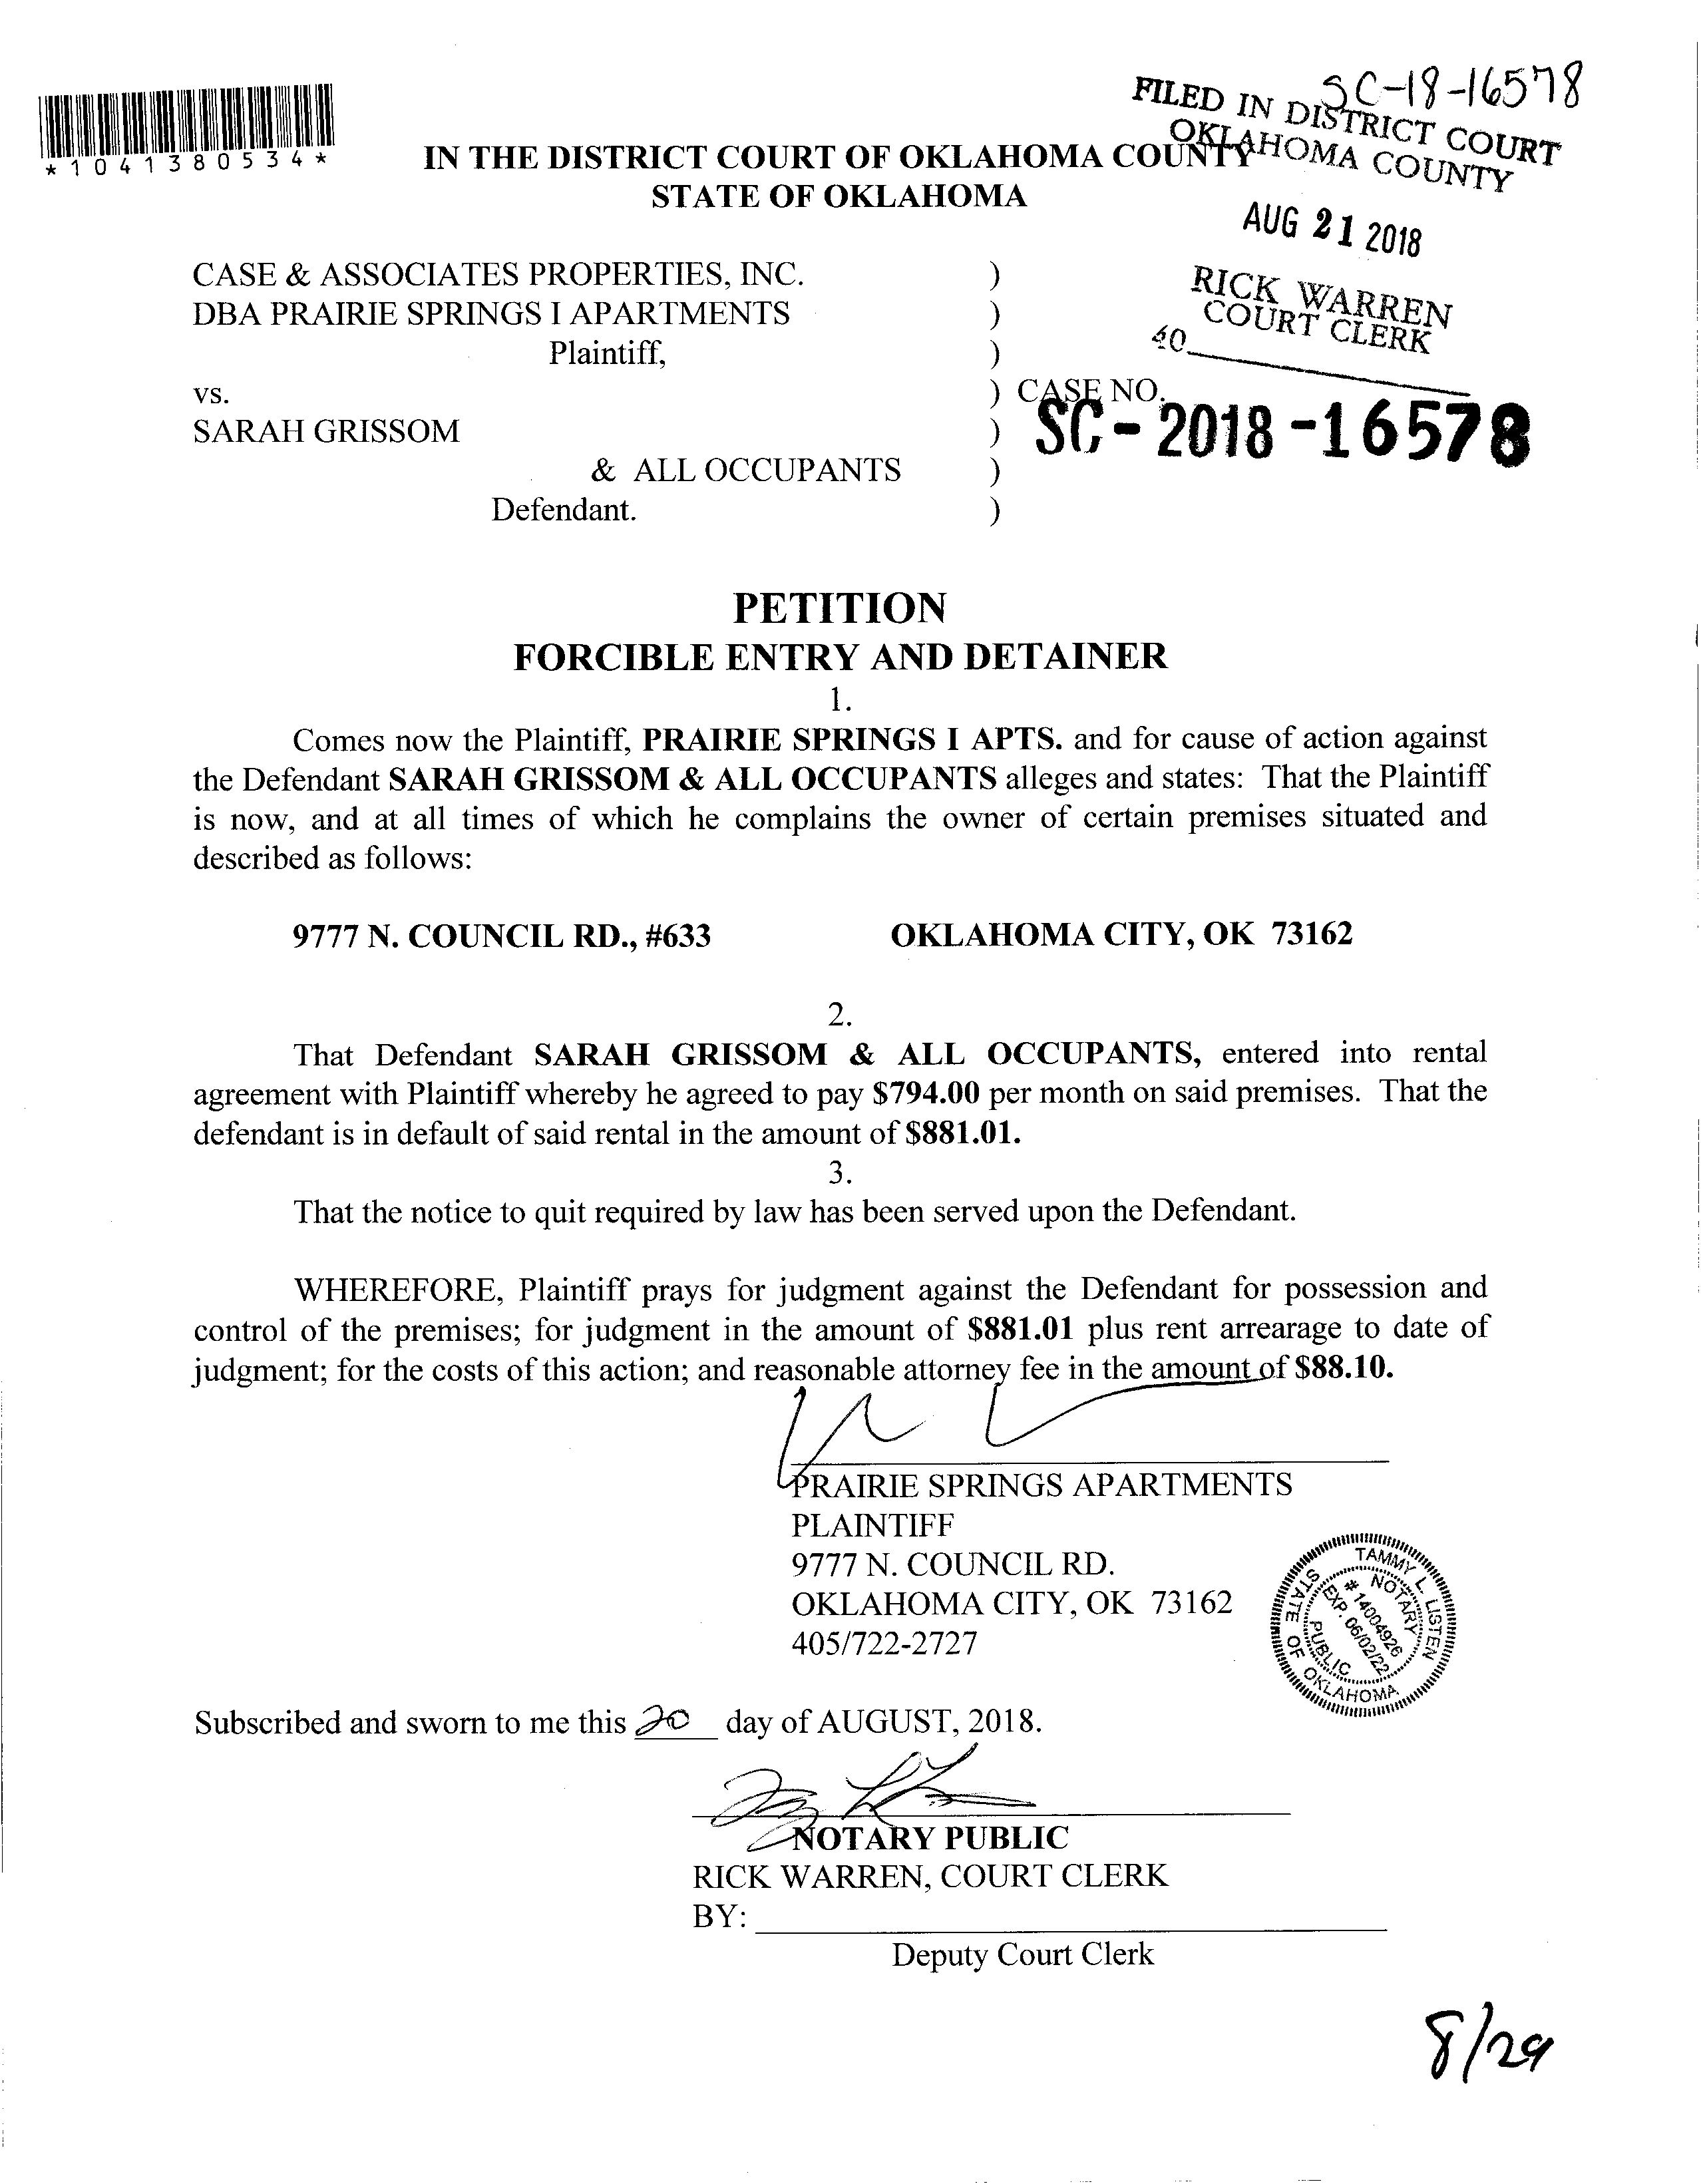 SC-18-16578
FILED IN DISTRICT COURT
OKLAHOMA COUNTY
*1041380534*
IN THE DISTRICT COURT OF OKLAHOMA COUNTY
STATE OF OKLAHOMA
AUG 21 2018
RICK WARREN
COURT CLERK
40
CASE & ASSOCIATES PROPERTIES, INC. )
DBA PRAIRIE SPRINGS I APARTMENTS )
Plaintiff, )
vs. ) CASE NO.
SARAH GRISSOM ) SC-2018-16578
& ALL OCCUPANTS )
Defendant. )
PETITION
FORCIBLE ENTRY AND DETAINER
1.
Comes now the Plaintiff, PRAIRIE SPRINGS I APTS. and for cause of action against
the Defendant SARAH GRISSOM & ALL OCCUPANTS alleges and states: That the Plaintiff
is now, and at all times of which he complains the owner of certain premises situated and
described as follows:
9777 N. COUNCIL RD., #633 OKLAHOMA CITY, OK 73162
2.
That Defendant SARAH GRISSOM & ALL OCCUPANTS, entered into rental
agreement with Plaintiff whereby he agreed to pay $794.00 per month on said premises. That the
defendant is in default of said rental in the amount of $881.01.
3.
That the notice to quit required by law has been served upon the Defendant.
WHEREFORE, Plaintiff prays for judgment against the Defendant for possession and
control of the premises; for judgment in the amount of $881.01 plus rent arrearage to date of
judgment; for the costs of this action; and reasonable attorney fee in the amount of $88.10.
PRAIRIE SPRINGS APARTMENTS
PLAINTIFF
9777 N. COUNCIL RD.
OKLAHOMA CITY, OK 73162
405/722-2727
TAMMY L. LISTEN
NOTARY
# 14004926
EXP. 06/02/22
PUBLIC
STATE OF OKLAHOMA
Subscribed and sworn to me this 20 day of AUGUST, 2018.
NOTARY PUBLIC
RICK WARREN, COURT CLERK
BY:
Deputy Court Clerk
8/29